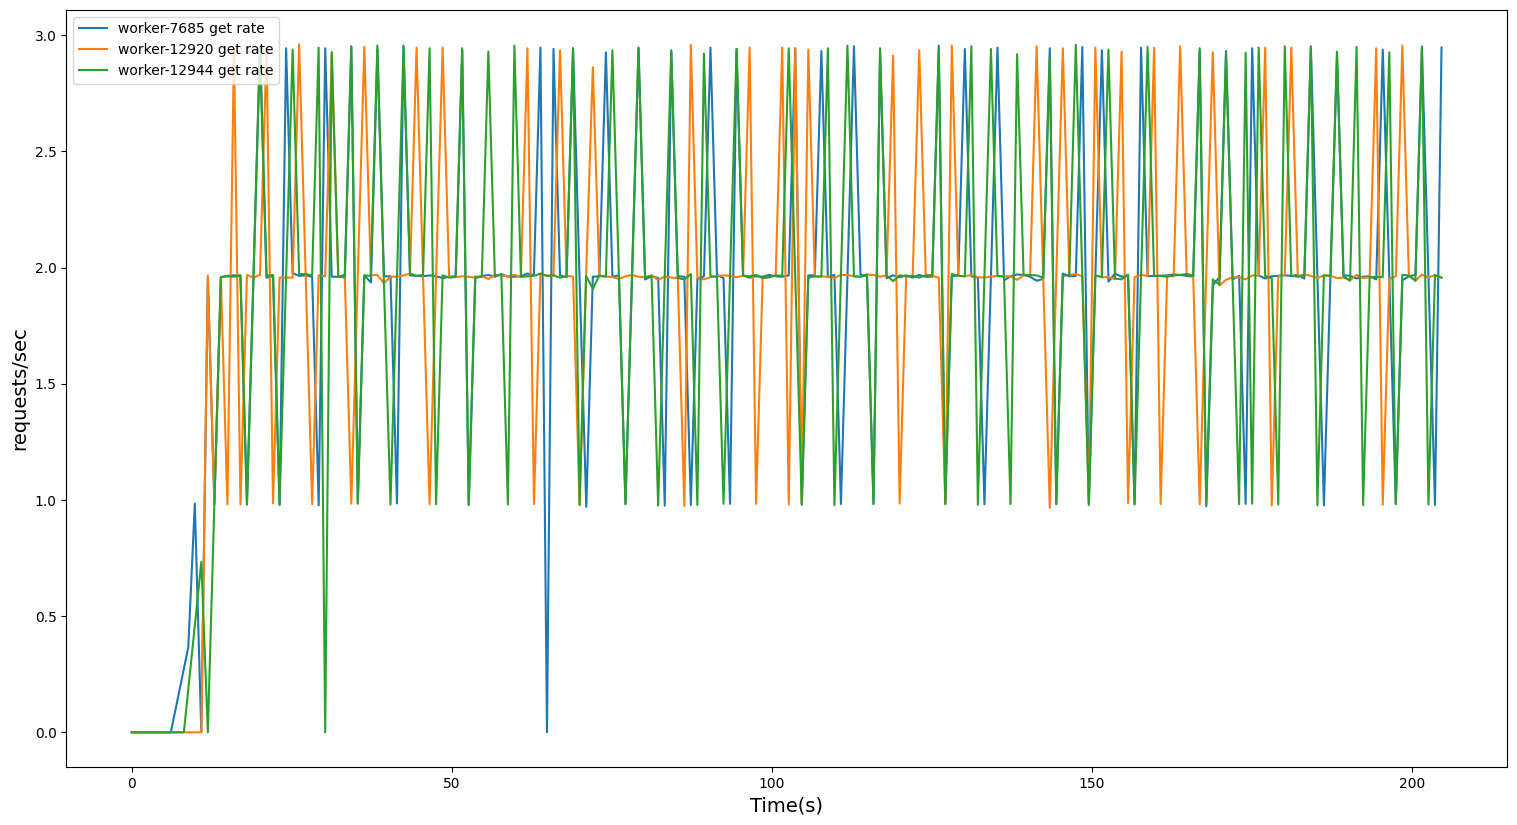 worker-7685 get rate
worker-12920 get rate
worker-12944 get rate
3.0
2.5
2.0
1.5
1.0
0.5
0.0
requests/sec
0 50 100 150 200
Time(s)